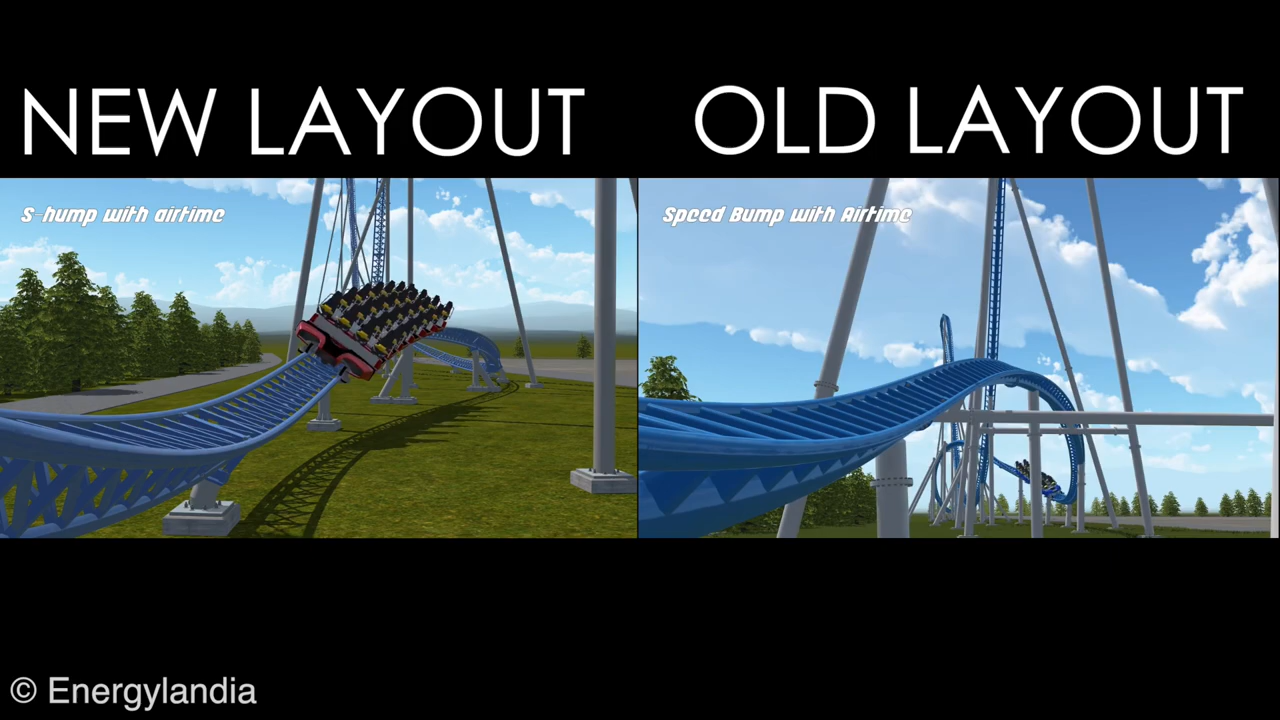 NEW LAYOUT
OLD LAYOUT
S-hump with airtime
Speed Bump with Airtime
© Energylandia